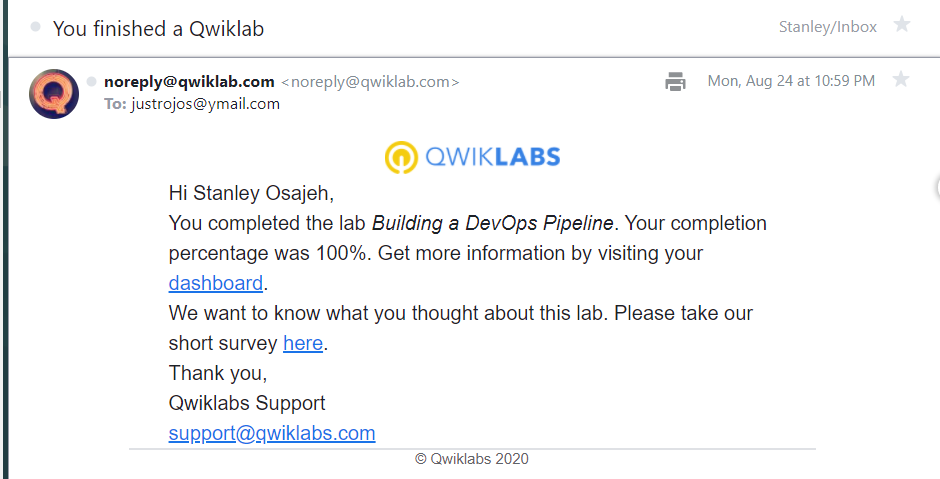 You finished a Qwiklab
Stanley/Inbox
noreply@qwiklab.com <noreply@qwiklab.com>
Mon, Aug 24 at 10:59 PM
To: justrojos@ymail.com
QWIKLABS
Hi Stanley Osajeh,
You completed the lab Building a DevOps Pipeline. Your completion
percentage was 100%. Get more information by visiting your
dashboard.
We want to know what you thought about this lab. Please take our
short survey here.
Thank you,
Qwiklabs Support
support@qwiklabs.com
© Qwiklabs 2020